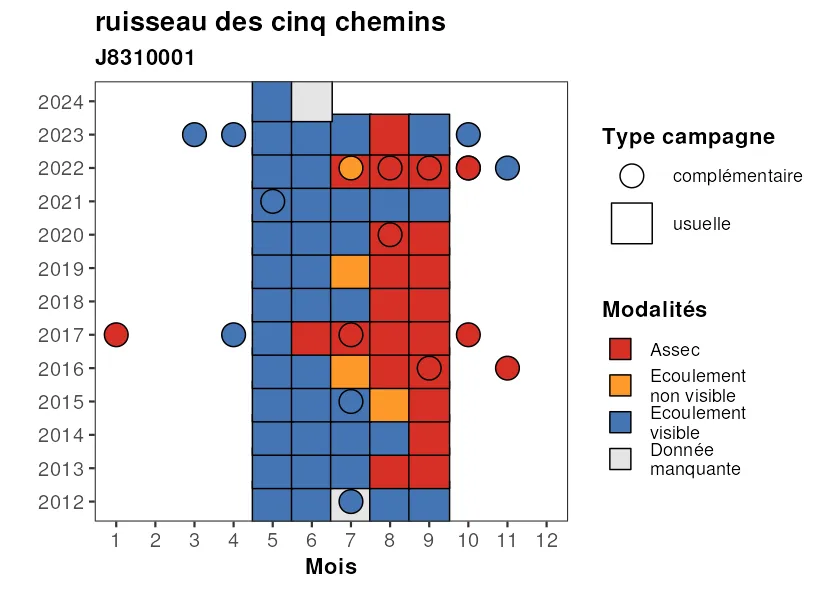 ruisseau des cinq chemins
J8310001
2024
2023
2022
2021
2020
2019
2018
2017
2016
2015
2014
2013
2012
1 2 3 4 5 6 7 8 9 10 11 12
Mois
Type campagne
complémentaire
usuelle
Modalités
Assec
Ecoulement
non visible
Ecoulement
visible
Donnée
manquante